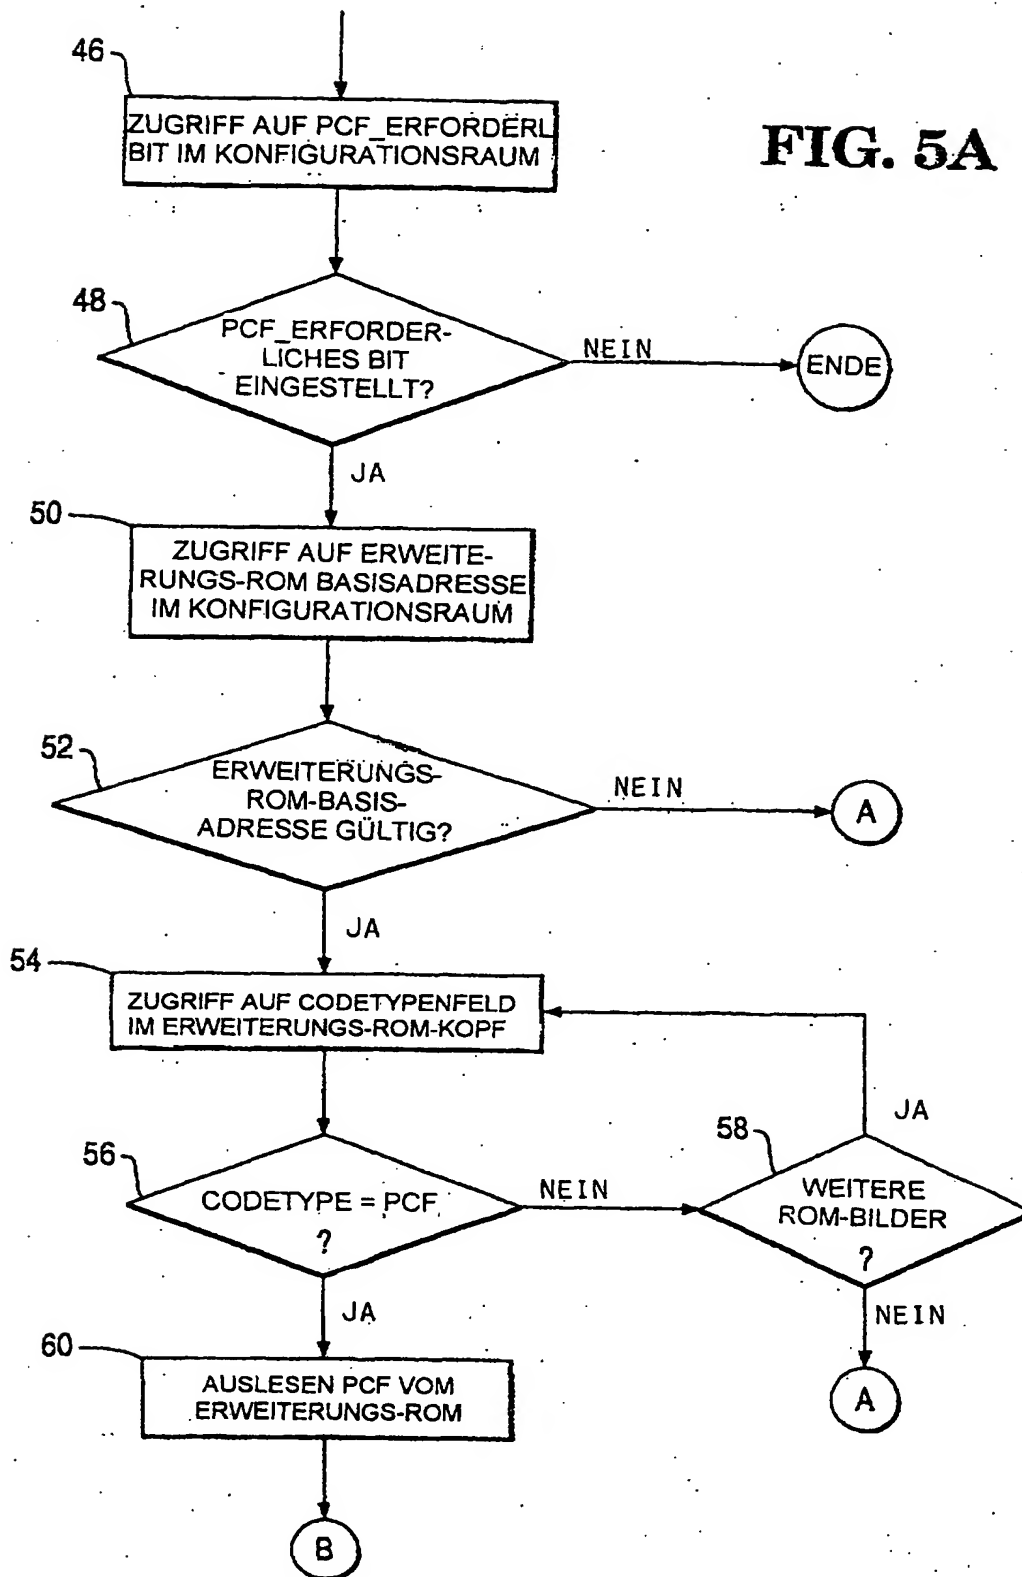 46
ZUGRIFF AUF PCF_ERFORDERL
BIT IM KONFIGURATIONSRAUM
FIG. 5A
48
PCF_ERFORDER-
LICHES BIT
EINGESTELLT?
NEIN
ENDE
JA
50
ZUGRIFF AUF ERWEITE-
RUNGS-ROM BASISADRESSE
IM KONFIGURATIONSRAUM
52
ERWEITERUNGS-
ROM-BASIS-
ADRESSE GÜLTIG?
NEIN
A
JA
54
ZUGRIFF AUF CODETYPENFELD
IM ERWEITERUNGS-ROM-KOPF
JA
56
CODETYPE = PCF
?
NEIN
58
WEITERE
ROM-BILDER
?
JA
NEIN
60
AUSLESEN PCF VOM
ERWEITERUNGS-ROM
A
B